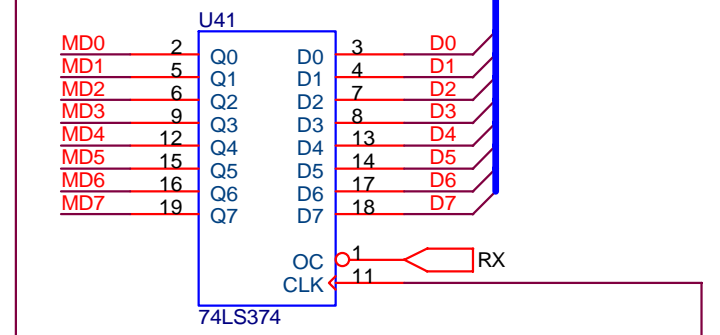 U41
MD0 2 Q0 D0 3 D0
MD1 5 Q1 D1 4 D1
MD2 6 Q2 D2 7 D2
MD3 9 Q3 D3 8 D3
MD4 12 Q4 D4 13 D4
MD5 15 Q5 D5 14 D5
MD6 16 Q6 D6 17 D6
MD7 19 Q7 D7 18 D7
OC 1 RX
CLK 11
74LS374